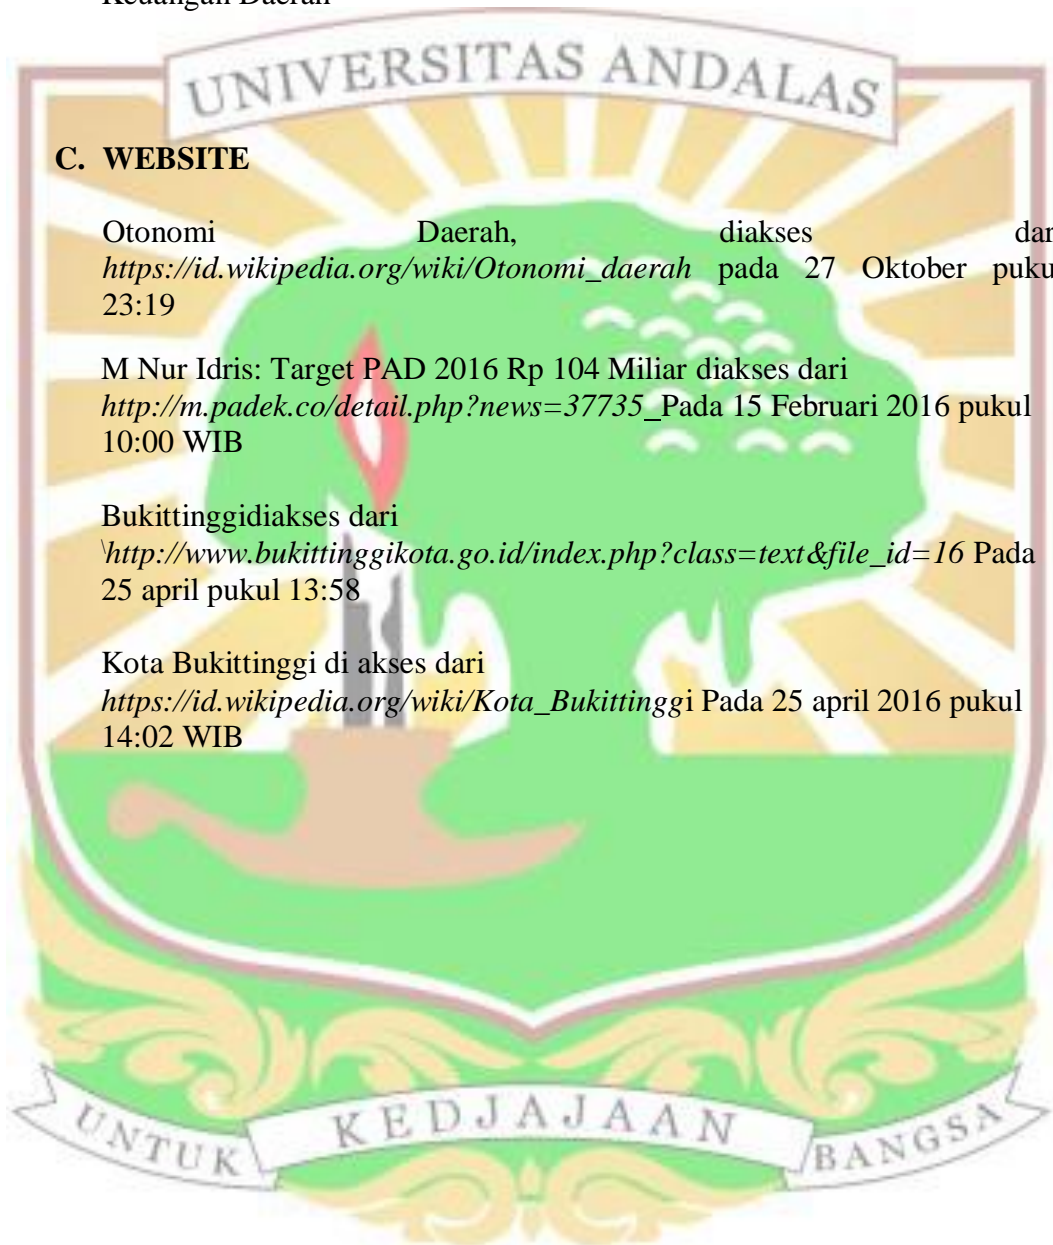 Keuangan Daerah
UNIVERSITAS ANDALAS
C. WEBSITE
Otonomi Daerah, diakses dar
https://id.wikipedia.org/wiki/Otonomi_daerah pada 27 Oktober puku
23:19
M Nur Idris: Target PAD 2016 Rp 104 Miliar diakses dari
http://m.padek.co/detail.php?news=37735_Pada 15 Februari 2016 pukul
10:00 WIB
Bukittinggidiakses dari
\http://www.bukittinggikota.go.id/index.php?class=text&file_id=16 Pada
25 april pukul 13:58
Kota Bukittinggi di akses dari
https://id.wikipedia.org/wiki/Kota_Bukittinggi Pada 25 april 2016 pukul
14:02 WIB
UNTUK KEDJAJAAN BANGSA